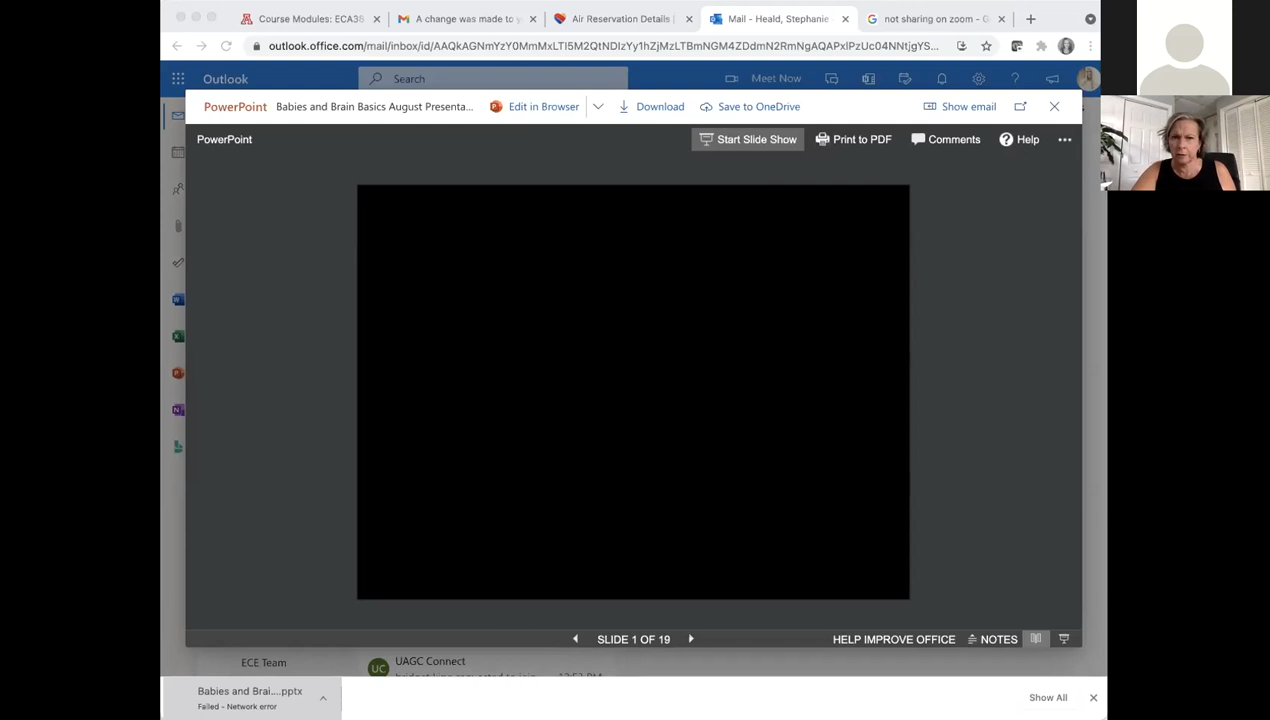 Course Modules: ECA38
A change was made to y
Air Reservation Details |
Mail - Heald, Stephanie
not sharing on zoom - G
outlook.office.com/mail/inbox/id/AAQkAGNmYzY0MmMxLTI5M2QtNDIzYy1hZjMzLTBmNGM4ZDdmN2RmNgAQAPxlPzUc04NNtjgYS...
Outlook
Search
Meet Now
PowerPoint
Babies and Brain Basics August Presenta...
Edit in Browser
Download
Save to OneDrive
Show email
PowerPoint
Start Slide Show
Print to PDF
Comments
Help
SLIDE 1 OF 19
HELP IMPROVE OFFICE
NOTES
ECE Team
UC
UAGC Connect
Babies and Brai....pptx
Failed - Network error
Show All